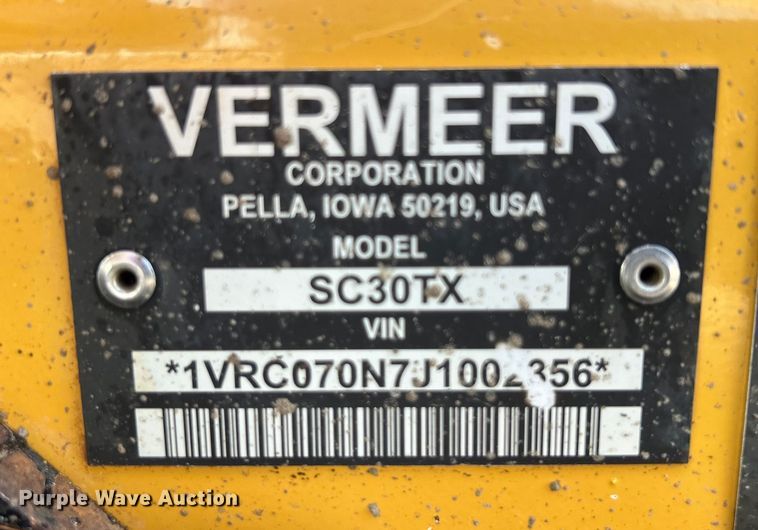 VERMEER
CORPORATION
PELLA, IOWA 50219, USA
MODEL
SC30TX
VIN
*1VRC070N7J1002356*
Purple Wave Auction